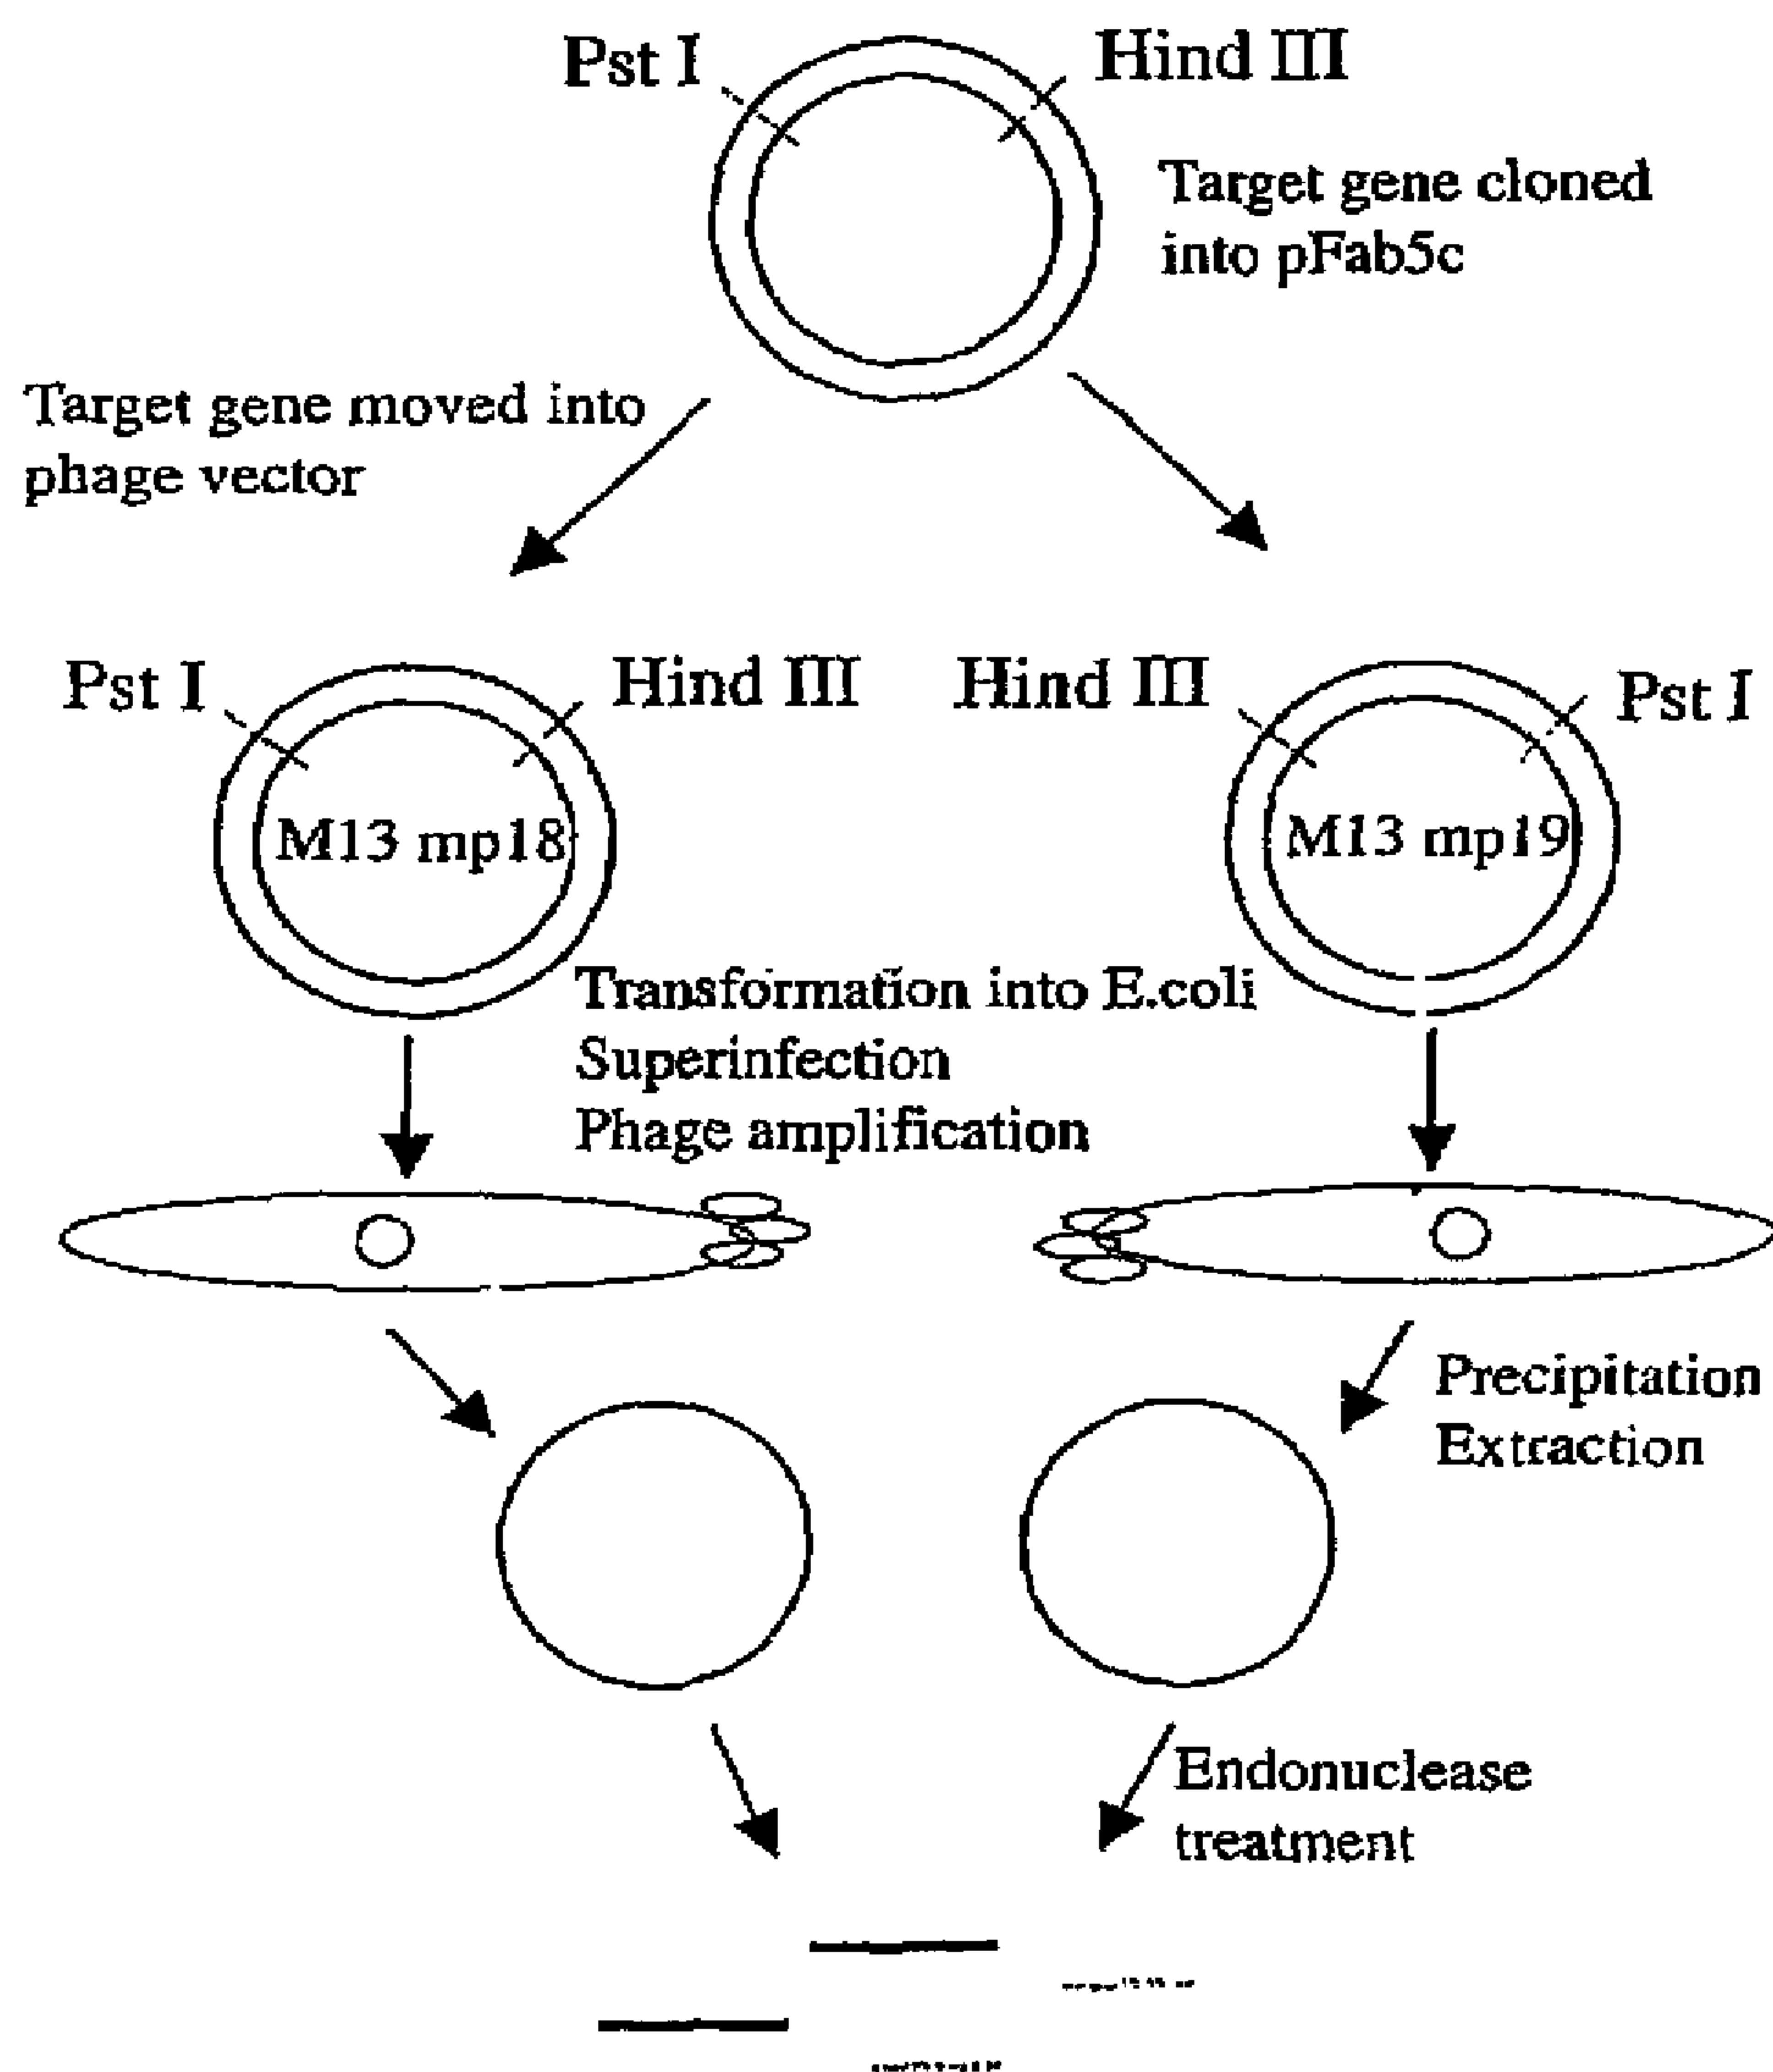 Pst I
Hind III
Target gene cloned
into pFab5c
Target gene moved into
phage vector
Pst I
Hind III
Hind III
Pst I
M13 mp18
M13 mp19
Transformation into E.coli
Superinfection
Phage amplification
Precipitation
Extraction
Endonuclease
treatment